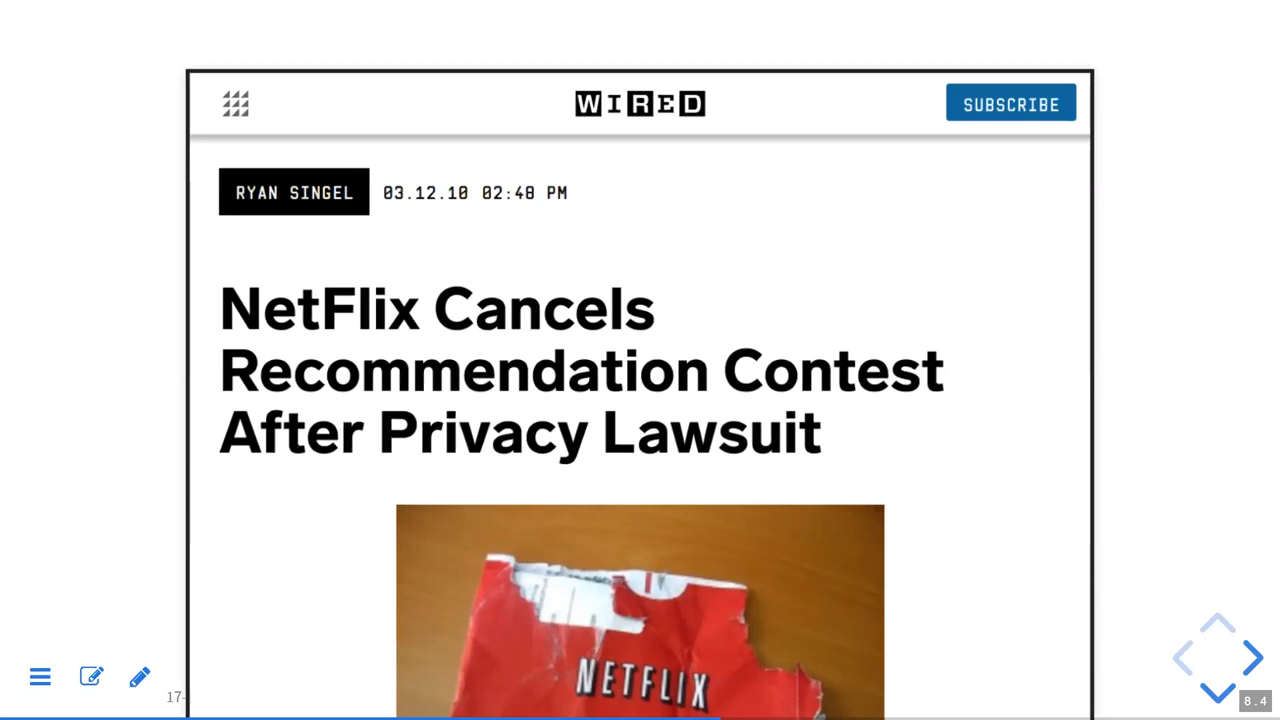 WIRED
SUBSCRIBE
RYAN SINGEL 03.12.10 02:48 PM
NetFlix Cancels
Recommendation Contest
After Privacy Lawsuit
NETFLIX
17-
8.4